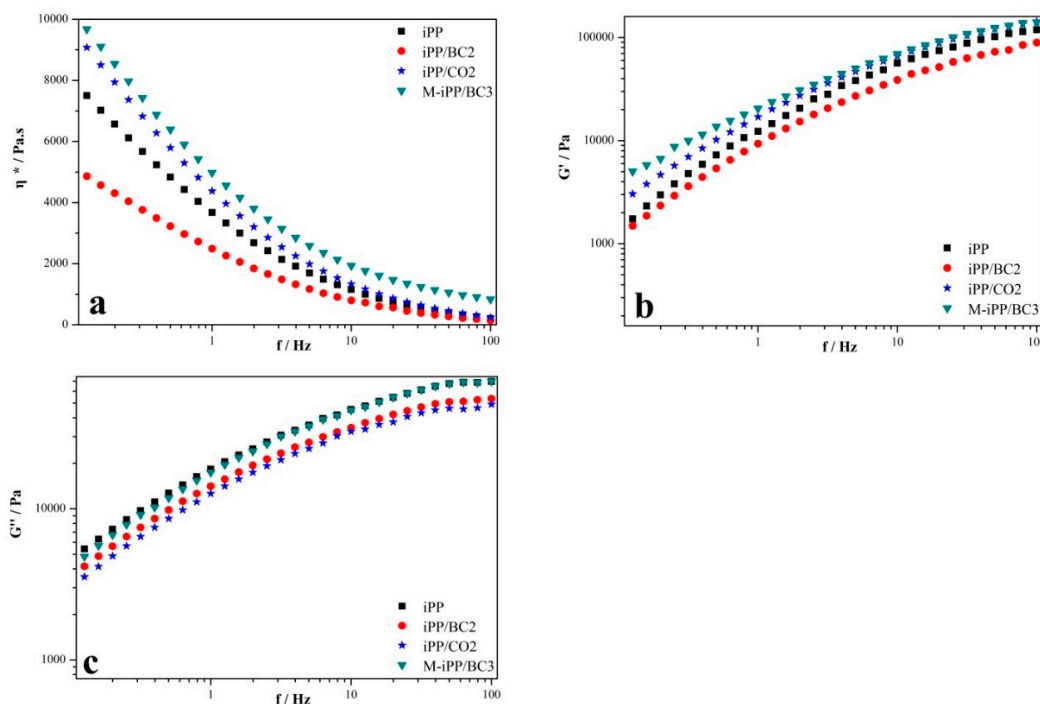 10000
8000
6000
4000
2000
0
η * / Pa.s
iPP
iPP/BC2
iPP/CO2
M-iPP/BC3
a
1
10
100
f / Hz
100000
10000
1000
G' / Pa
iPP
iPP/BC2
iPP/CO2
M-iPP/BC3
b
1
10
100
f / Hz
10000
1000
G'' / Pa
iPP
iPP/BC2
iPP/CO2
M-iPP/BC3
c
1
10
100
f / Hz